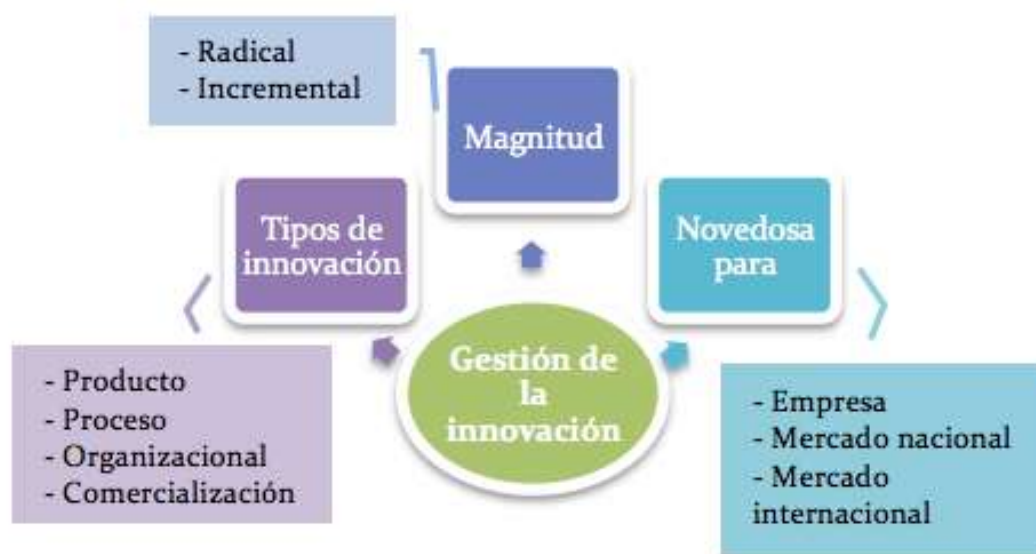 - Radical
- Incremental
Magnitud
Tipos de
innovación
Novedosa
para
Gestión de
la
innovación
- Producto
- Proceso
- Organizacional
- Comercialización
- Empresa
- Mercado nacional
- Mercado
internacional